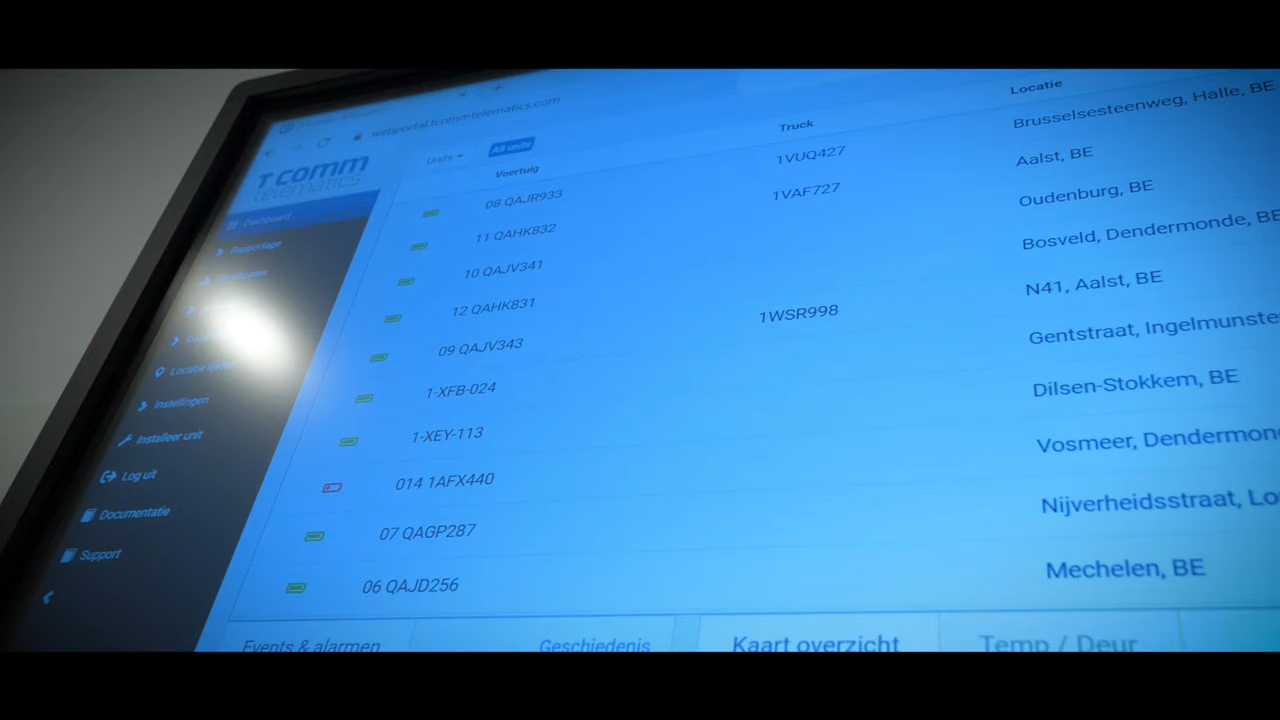 webportal.tcommtelematics.com
T comm
telematics
Units
All units
Voertuig
Truck
Locatie
08 QAJR933
1VUQ427
Brusselsesteenweg, Halle, BE
11 QAHK832
1VAF727
Aalst, BE
10 QAJV341
Oudenburg, BE
12 QAHK831
Bosveld, Dendermonde, BE
09 QAJV343
1WSR998
N41, Aalst, BE
1-XFB-024
Gentstraat, Ingelmunste
1-XEY-113
Dilsen-Stokkem, BE
014 1AFX440
Vosmeer, Dendermon
07 QAGP287
Nijverheidsstraat, Lo
06 QAJD256
Mechelen, BE
Dashboard
Rapportage
Certificates
Locatie
Instellingen
Installeer unit
Log uit
Documentatie
Support
Events & alarmen
Geschiedenis
Kaart overzicht
Temp / Deur